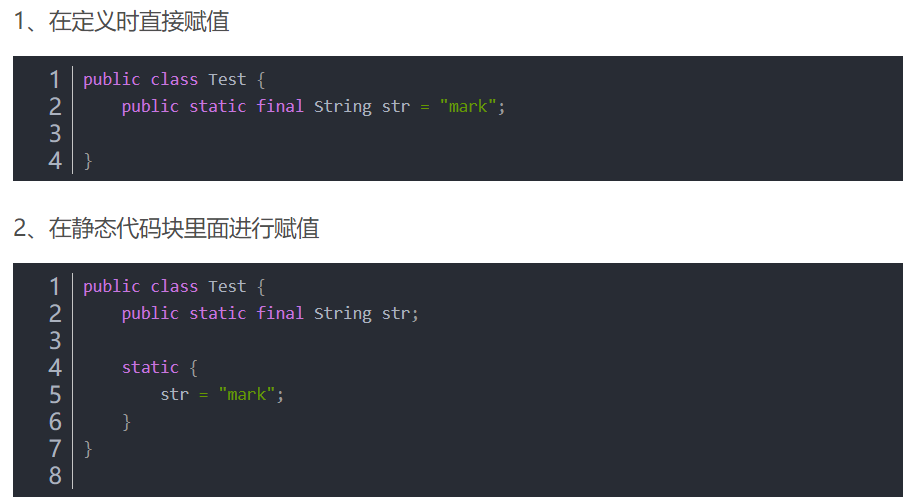 1、在定义时直接赋值
1 public class Test {
2     public static final String str = "mark";
3
4 }
2、在静态代码块里面进行赋值
1 public class Test {
2     public static final String str;
3
4     static {
5         str = "mark";
6     }
7 }
8